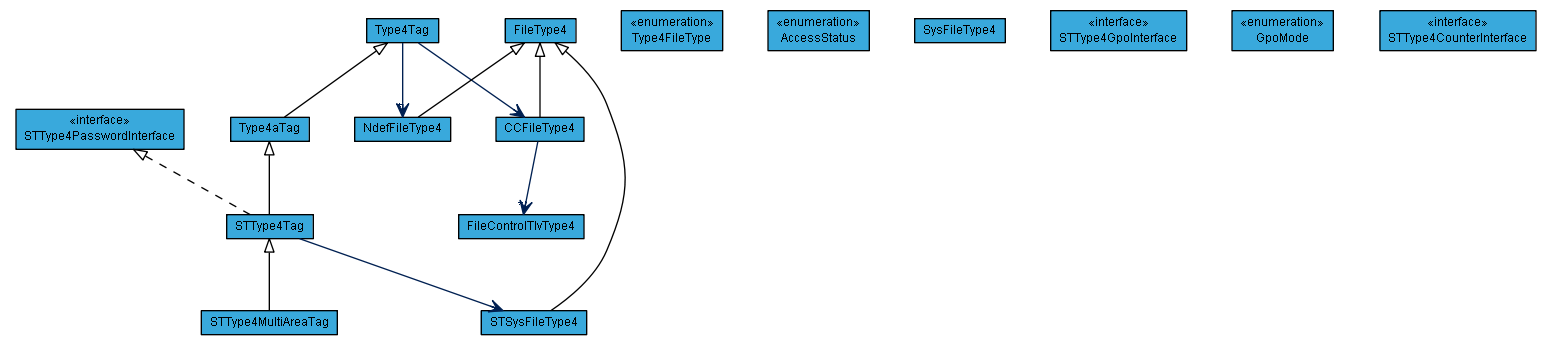 Type4Tag
FileType4
«enumeration»
Type4FileType
«enumeration»
AccessStatus
SysFileType4
«interface»
STType4GpoInterface
«enumeration»
GpoMode
«interface»
STType4CounterInterface
«interface»
STType4PasswordInterface
Type4aTag
*
NdefFileType4
CCFileType4
STType4Tag
*
FileControlTlvType4
STType4MultiAreaTag
STSysFileType4